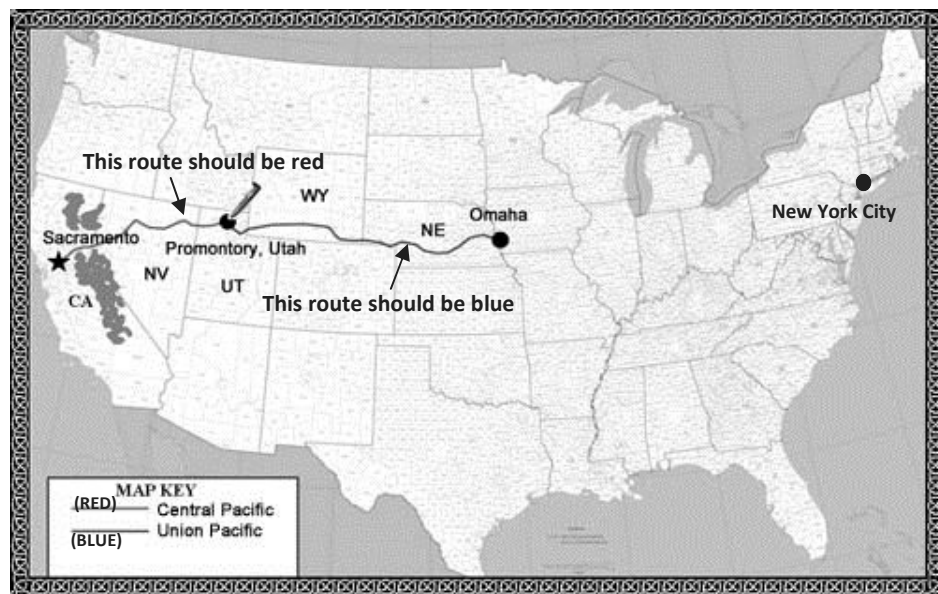 This route should be red
WY
Omaha
New York City
NE
Sacramento
Promontory, Utah
NV
UT
CA
This route should be blue
MAP KEY
(RED) Central Pacific
Union Pacific
(BLUE)